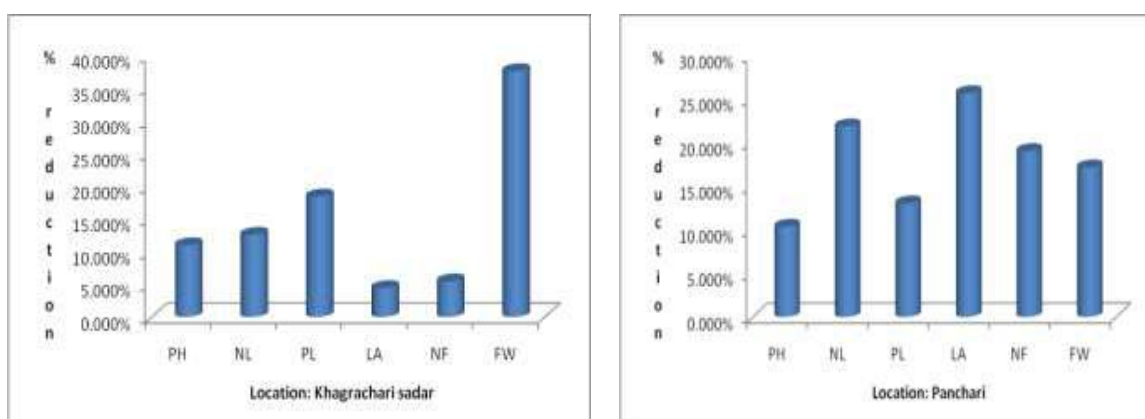 % reduction
40.000%
35.000%
30.000%
25.000%
20.000%
15.000%
10.000%
5.000%
0.000%
PH NL PL LA NF FW
Location: Khagrachari sadar
% reduction
30.000%
25.000%
20.000%
15.000%
10.000%
5.000%
0.000%
PH NL PL LA NF FW
Location: Panchari